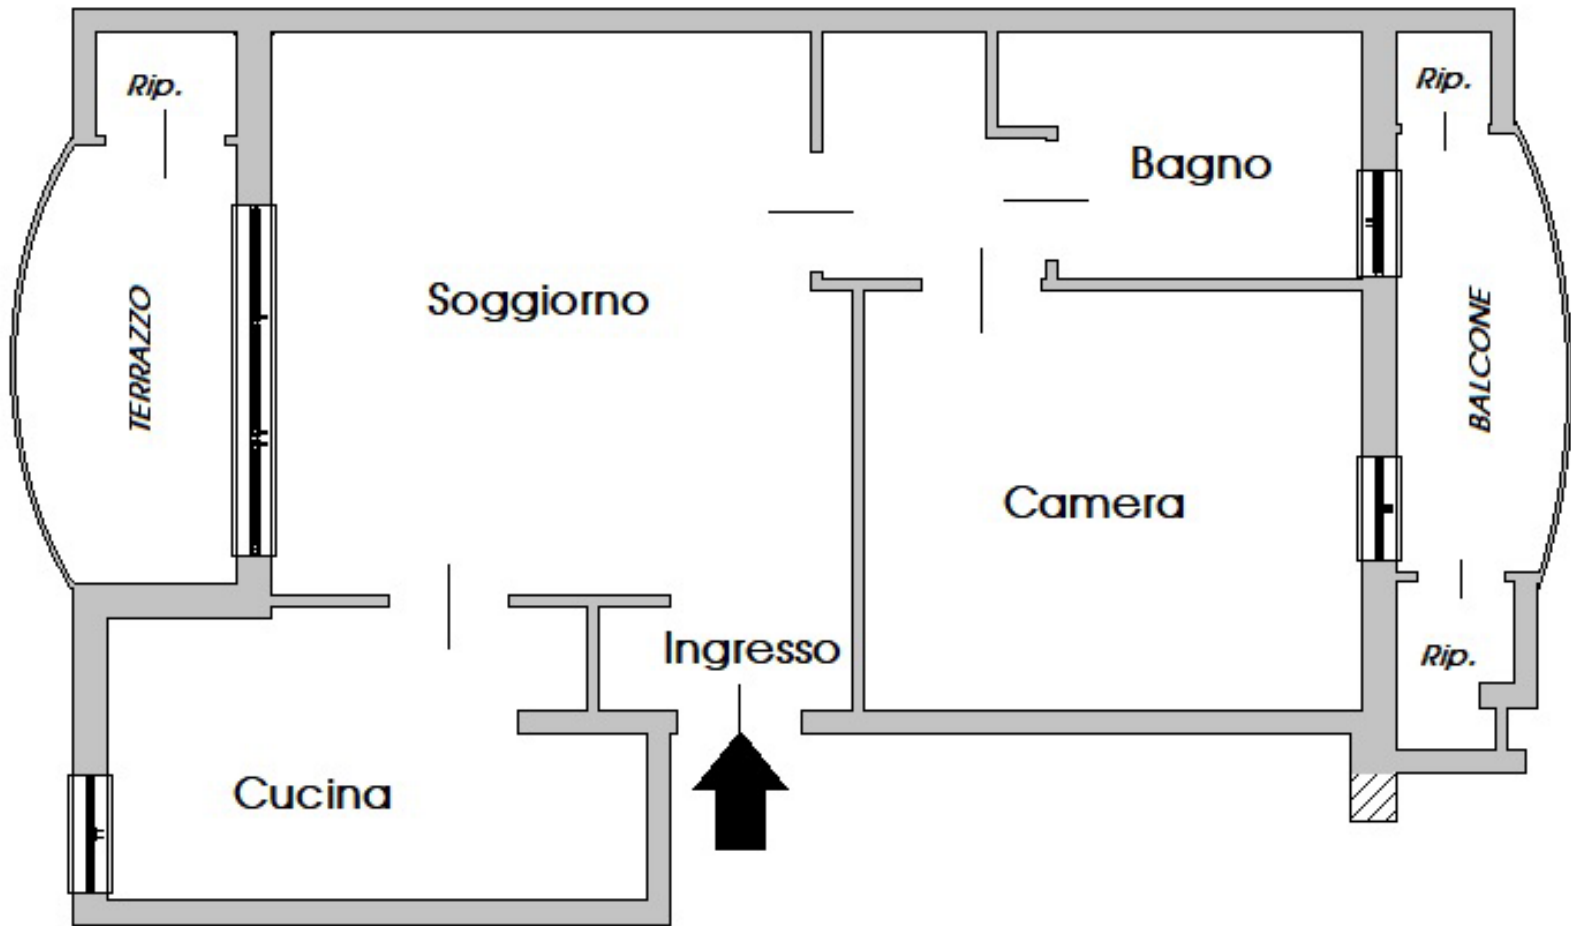 Rip.
Rip.
Bagno
Soggiorno
TERRAZZO
BALCONE
Camera
Ingresso
Rip.
Cucina